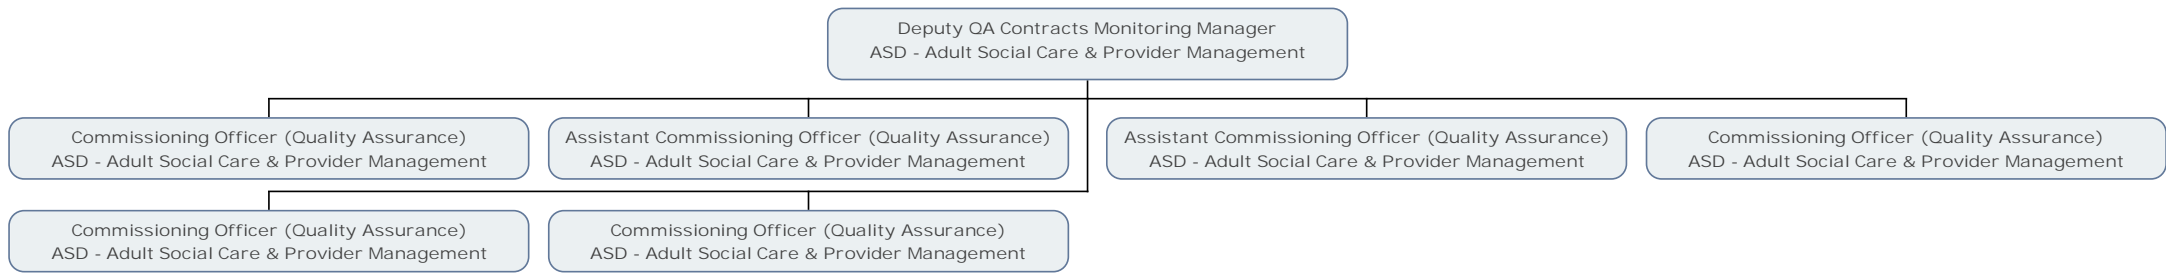 Deputy QA Contracts Monitoring Manager
ASD - Adult Social Care & Provider Management
Commissioning Officer (Quality Assurance)
ASD - Adult Social Care & Provider Management
Assistant Commissioning Officer (Quality Assurance)
ASD - Adult Social Care & Provider Management
Assistant Commissioning Officer (Quality Assurance)
ASD - Adult Social Care & Provider Management
Commissioning Officer (Quality Assurance)
ASD - Adult Social Care & Provider Management
Commissioning Officer (Quality Assurance)
ASD - Adult Social Care & Provider Management
Commissioning Officer (Quality Assurance)
ASD - Adult Social Care & Provider Management